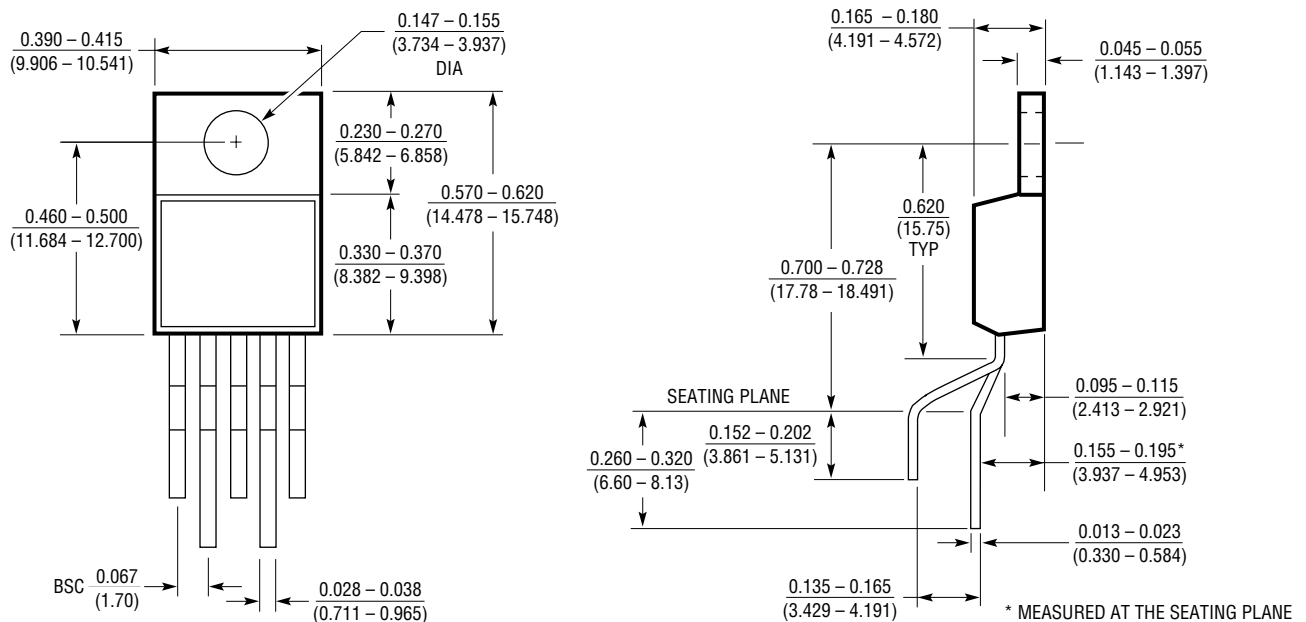 0.390 – 0.415
(9.906 – 10.541)
0.147 – 0.155
(3.734 – 3.937)
DIA
0.230 – 0.270
(5.842 – 6.858)
0.460 – 0.500
(11.684 – 12.700)
0.570 – 0.620
(14.478 – 15.748)
0.330 – 0.370
(8.382 – 9.398)
BSC 0.067
(1.70)
0.028 – 0.038
(0.711 – 0.965)
0.165 – 0.180
(4.191 – 4.572)
0.045 – 0.055
(1.143 – 1.397)
0.620
(15.75)
TYP
0.700 – 0.728
(17.78 – 18.491)
SEATING PLANE
0.152 – 0.202
(3.861 – 5.131)
0.260 – 0.320
(6.60 – 8.13)
0.095 – 0.115
(2.413 – 2.921)
0.155 – 0.195*
(3.937 – 4.953)
0.013 – 0.023
(0.330 – 0.584)
0.135 – 0.165
(3.429 – 4.191)
* MEASURED AT THE SEATING PLANE